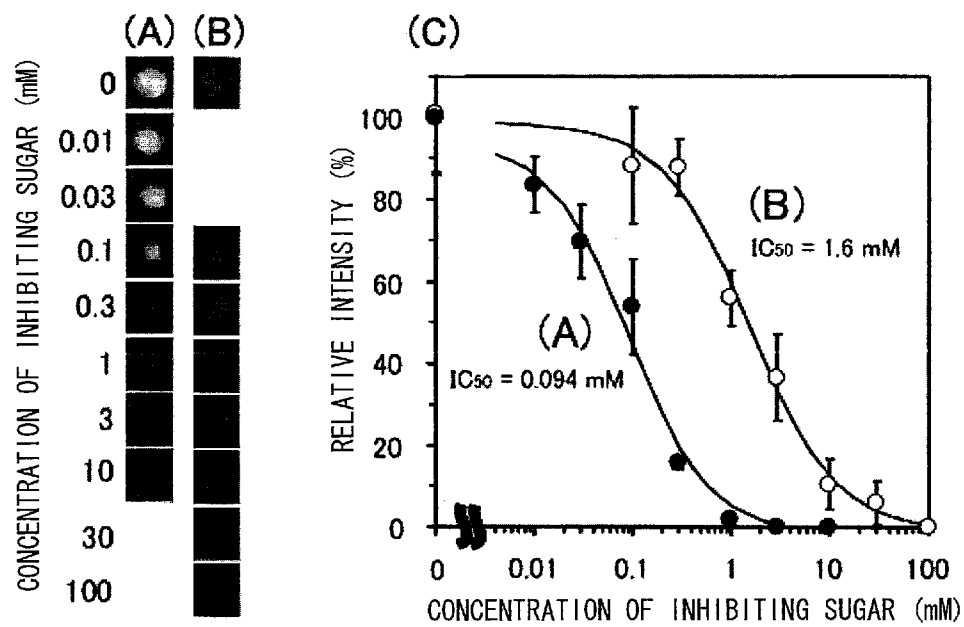 (A) (B)
CONCENTRATION OF INHIBITING SUGAR (mM)
0
0.01
0.03
0.1
0.3
1
3
10
30
100
(C)
RELATIVE INTENSITY (%)
100
80
60
40
20
0
(B)
IC50 = 1.6 mM
(A)
IC50 = 0.094 mM
0 0.01 0.1 1 10 100
CONCENTRATION OF INHIBITING SUGAR (mM)